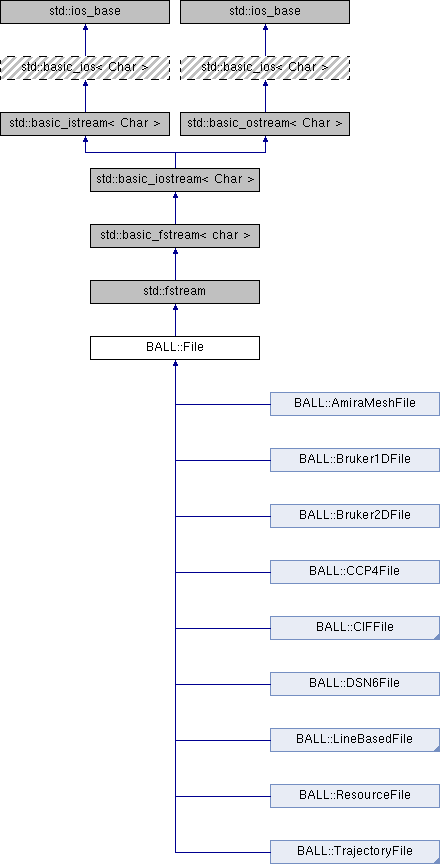 std::ios_base std::ios_base
std::basic_ios< Char > std::basic_ios< Char >
std::basic_istream< Char > std::basic_ostream< Char >
std::basic_iostream< Char >
std::basic_fstream< char >
std::fstream
BALL::File
BALL::AmiraMeshFile
BALL::Bruker1DFile
BALL::Bruker2DFile
BALL::CCP4File
BALL::CIFFile
BALL::DSN6File
BALL::LineBasedFile
BALL::ResourceFile
BALL::TrajectoryFile